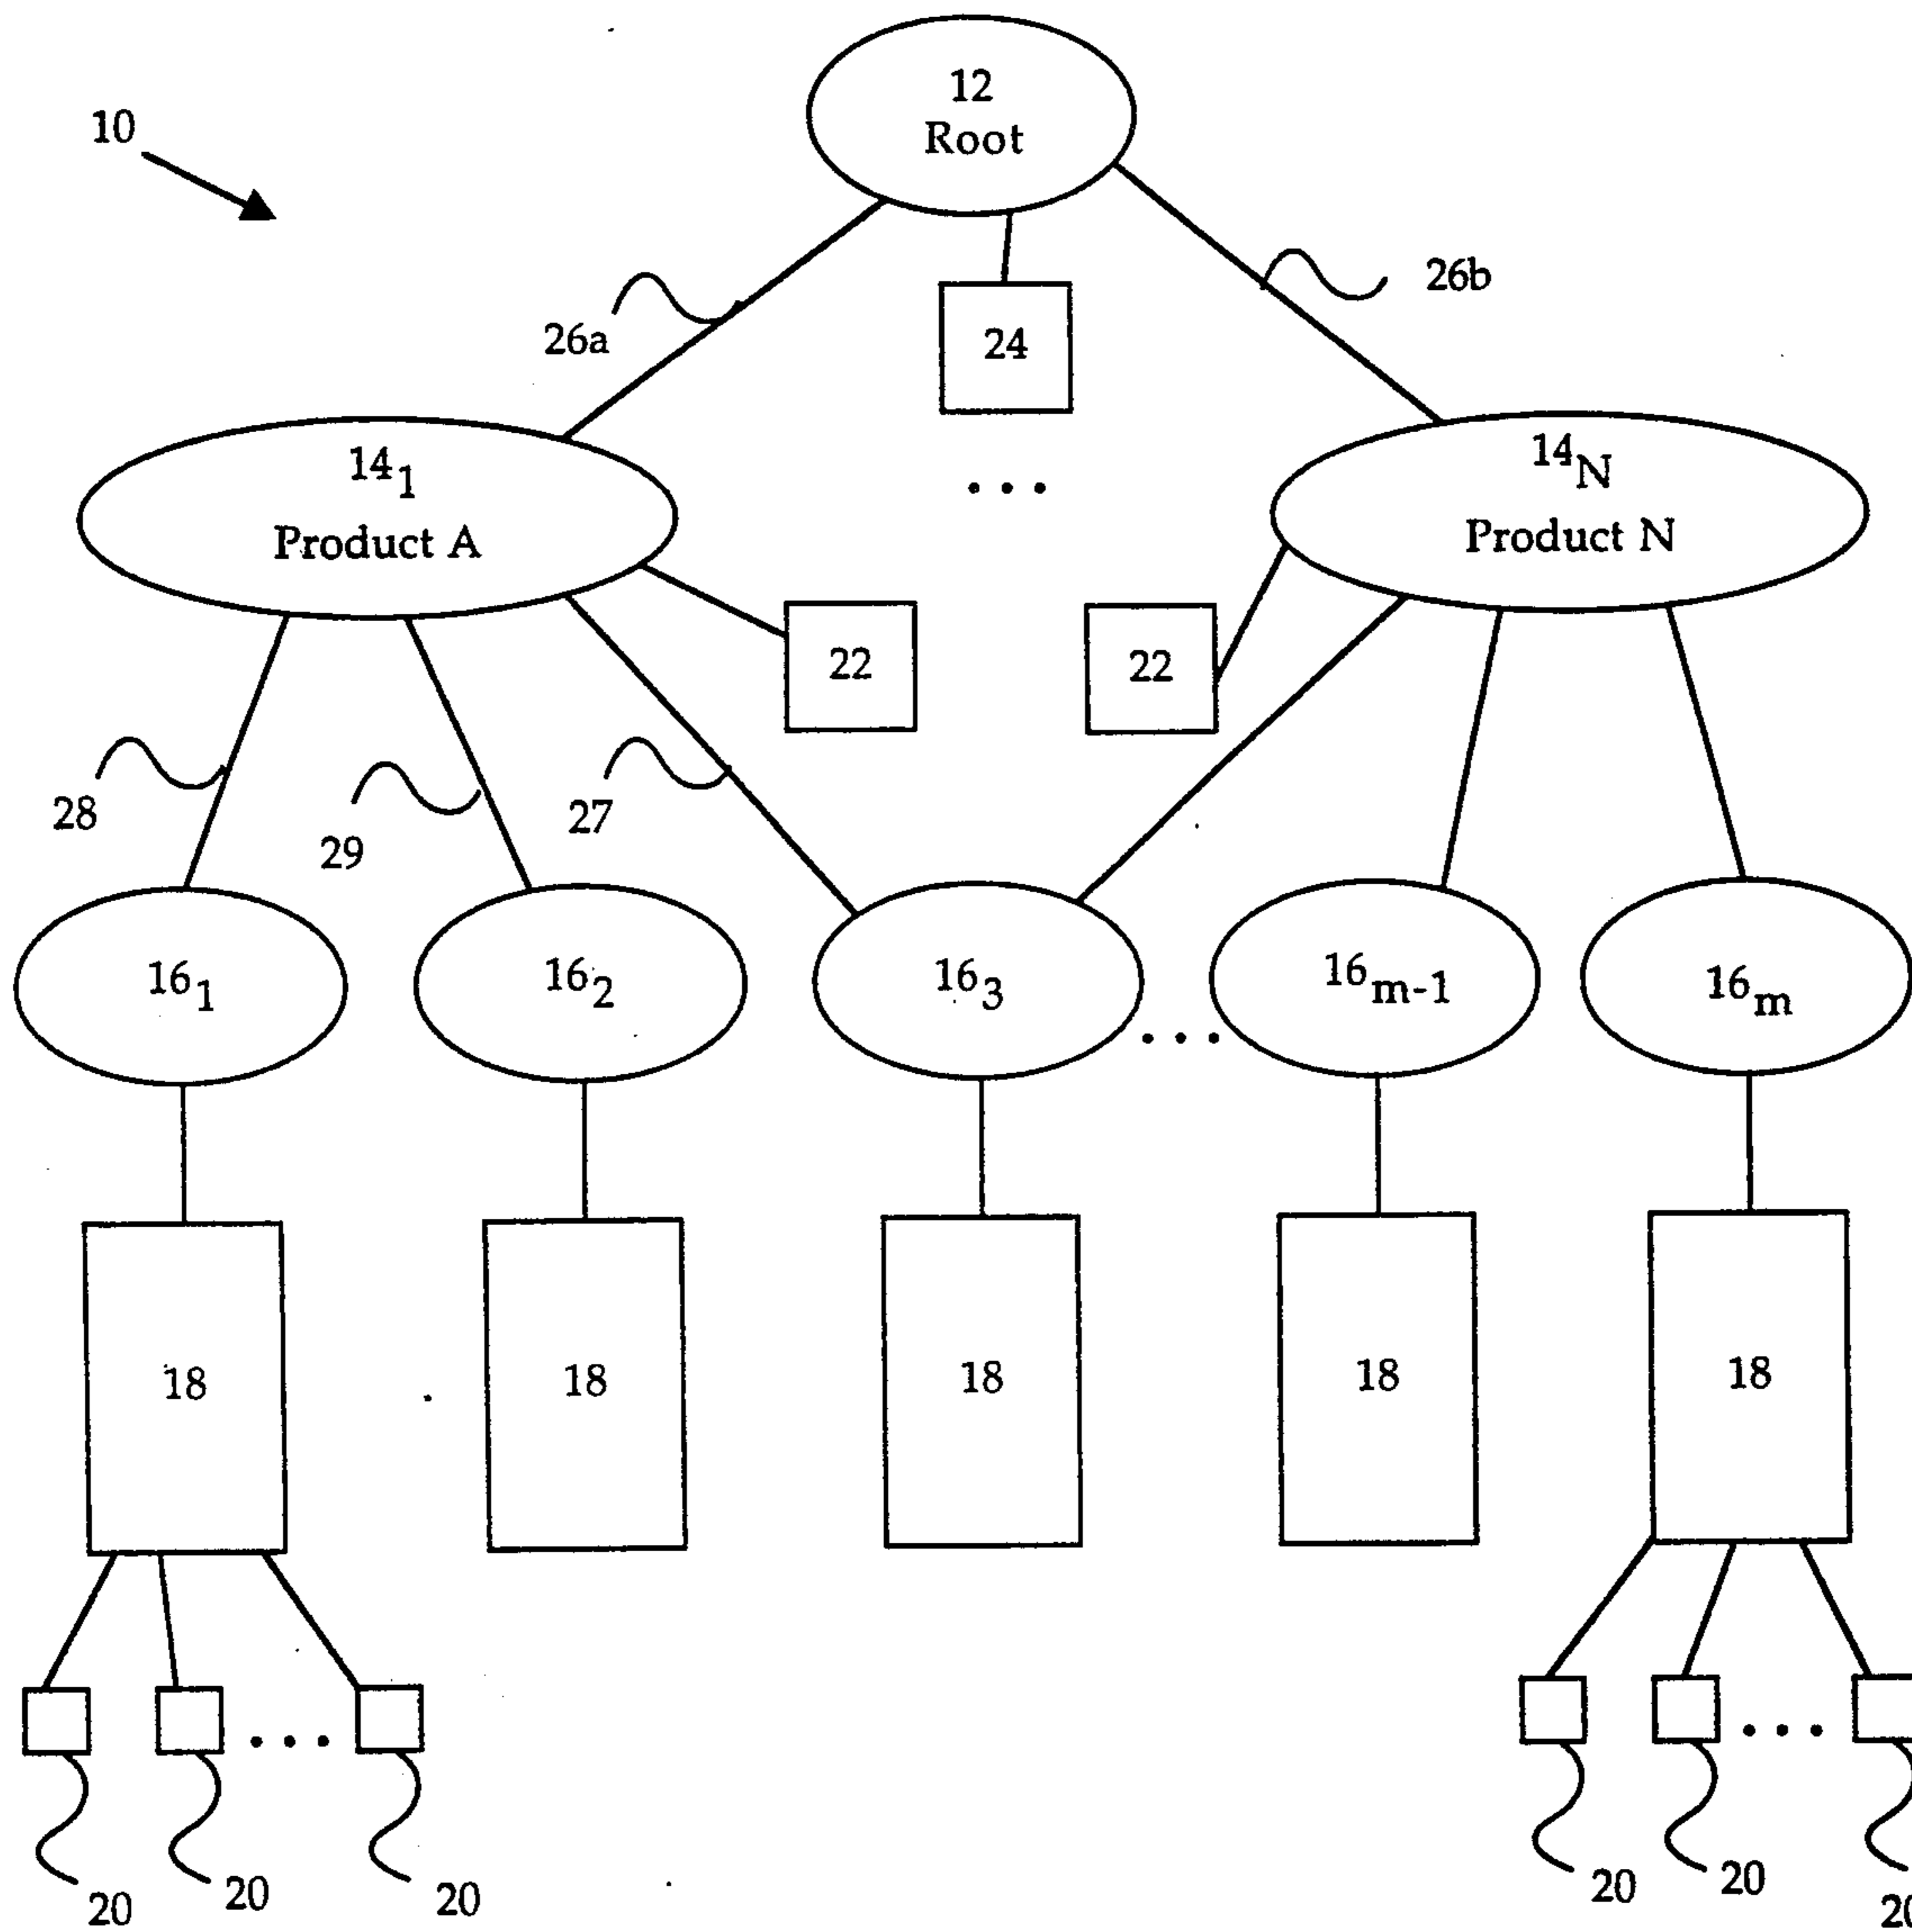 12
Root
10
26a
26b
24
14₁
Product A
. . .
14N
Product N
22
22
28
29
27
16₁
16₂
16₃
. . .
16m-1
16m
18
18
18
18
18
. . .
. . .
20
20
20
20
20
20